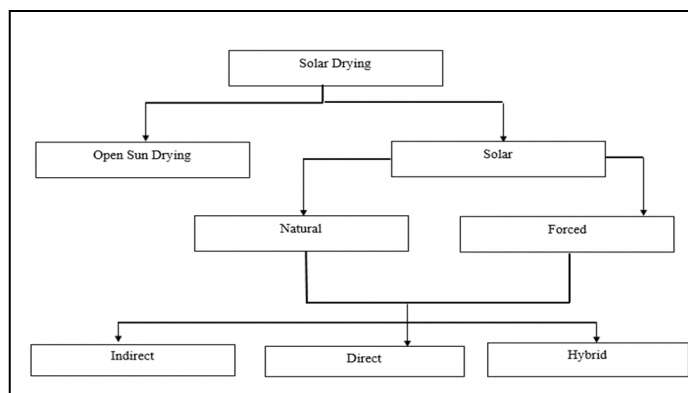 Solar Drying
Open Sun Drying
Solar
Natural
Forced
Indirect
Direct
Hybrid